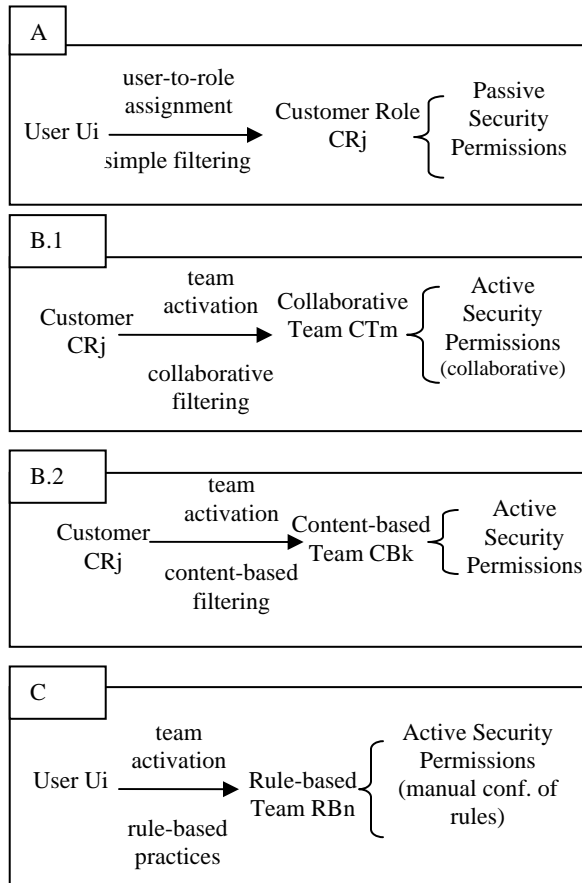 A
user-to-role
assignment
User Ui
simple filtering
Customer Role
CRj
Passive
Security
Permissions
B.1
team
activation
Customer
CRj
collaborative
filtering
Collaborative
Team CTm
Active
Security
Permissions
(collaborative)
B.2
team
activation
Customer
CRj
content-based
filtering
Content-based
Team CBk
Active
Security
Permissions
C
team
activation
User Ui
rule-based
practices
Rule-based
Team RBn
Active Security
Permissions
(manual conf. of
rules)